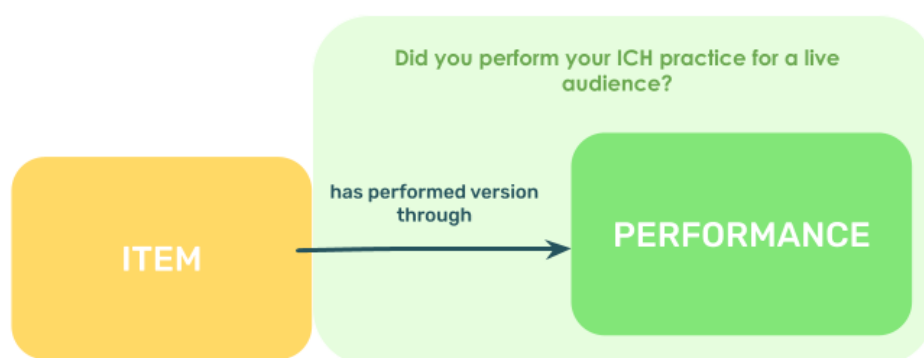 Did you perform your ICH practice for a live
audience?
has performed version
through
ITEM
PERFORMANCE